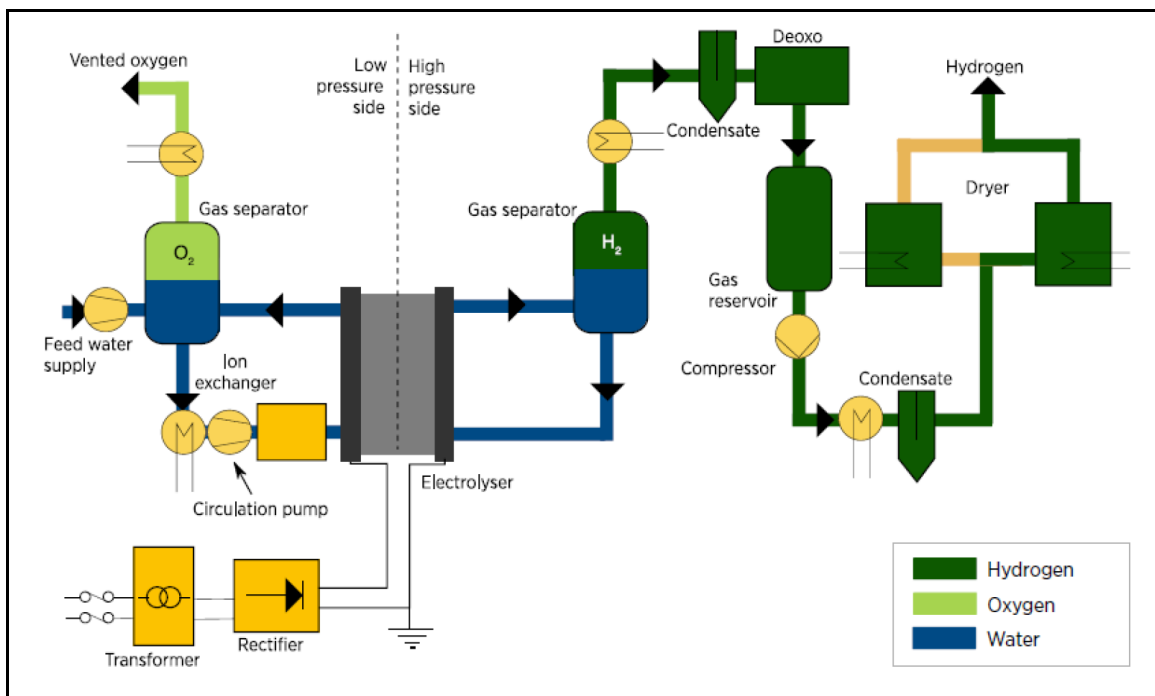 Deoxo
Vented oxygen
Low
pressure
side
High
pressure
side
Hydrogen
Condensate
Dryer
Gas separator
Gas separator
O2
H2
Gas
reservoir
Feed water
supply
Ion
exchanger
Compressor
Condensate
Electrolyser
Circulation pump
Hydrogen
Oxygen
Water
Rectifier
Transformer